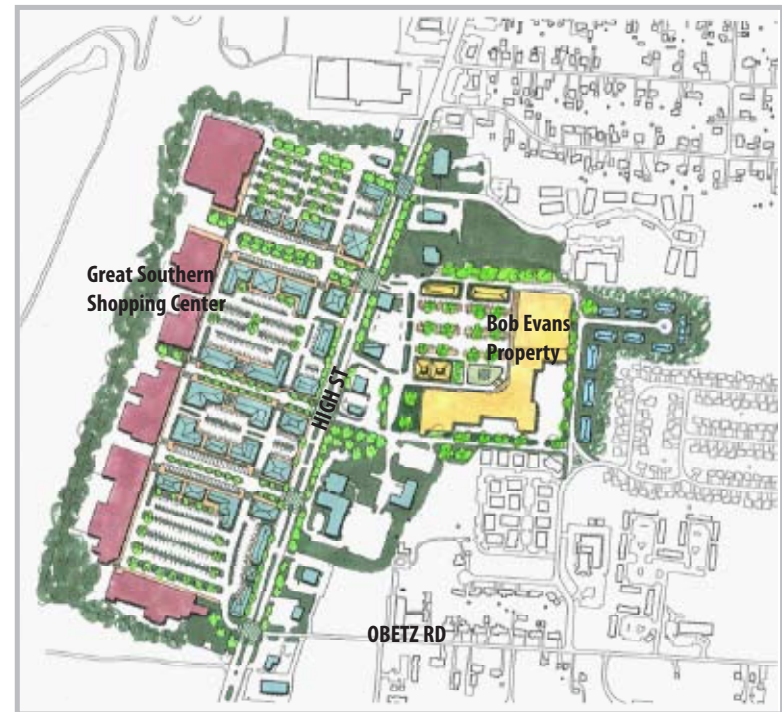 Great Southern
Shopping Center
Bob Evans
Property
HIGH ST
OBETZ RD